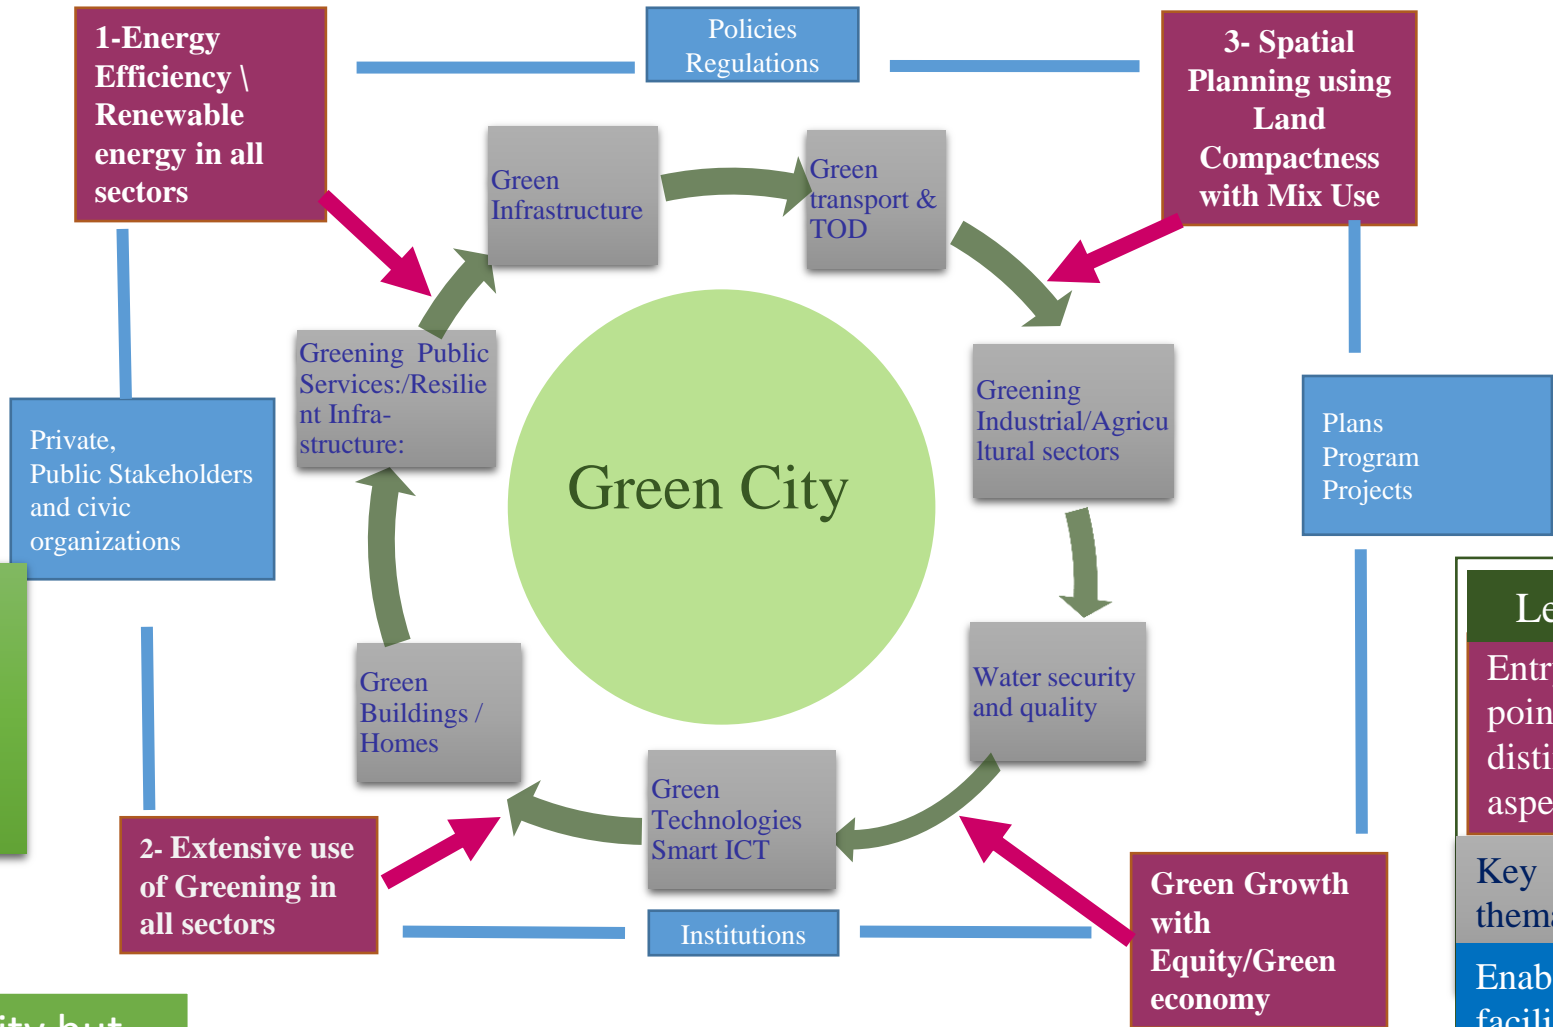 1-Energy
Efficiency \
Renewable
energy in all
sectors
Policies
Regulations
3- Spatial
Planning using
Land
Compactness
with Mix Use
Green
Infrastructure
Green
transport &
TOD
Greening Public
Services:/Resilie
nt Infra-
structure:
Greening
Industrial/Agricu
ltural sectors
Private,
Public Stakeholders
and civic
organizations
Green City
Plans
Program
Projects
Green
Buildings /
Homes
Water security
and quality
Green
Technologies
Smart ICT
2- Extensive use
of Greening in
all sectors
Institutions
Green Growth
with
Equity/Green
economy
Key
but